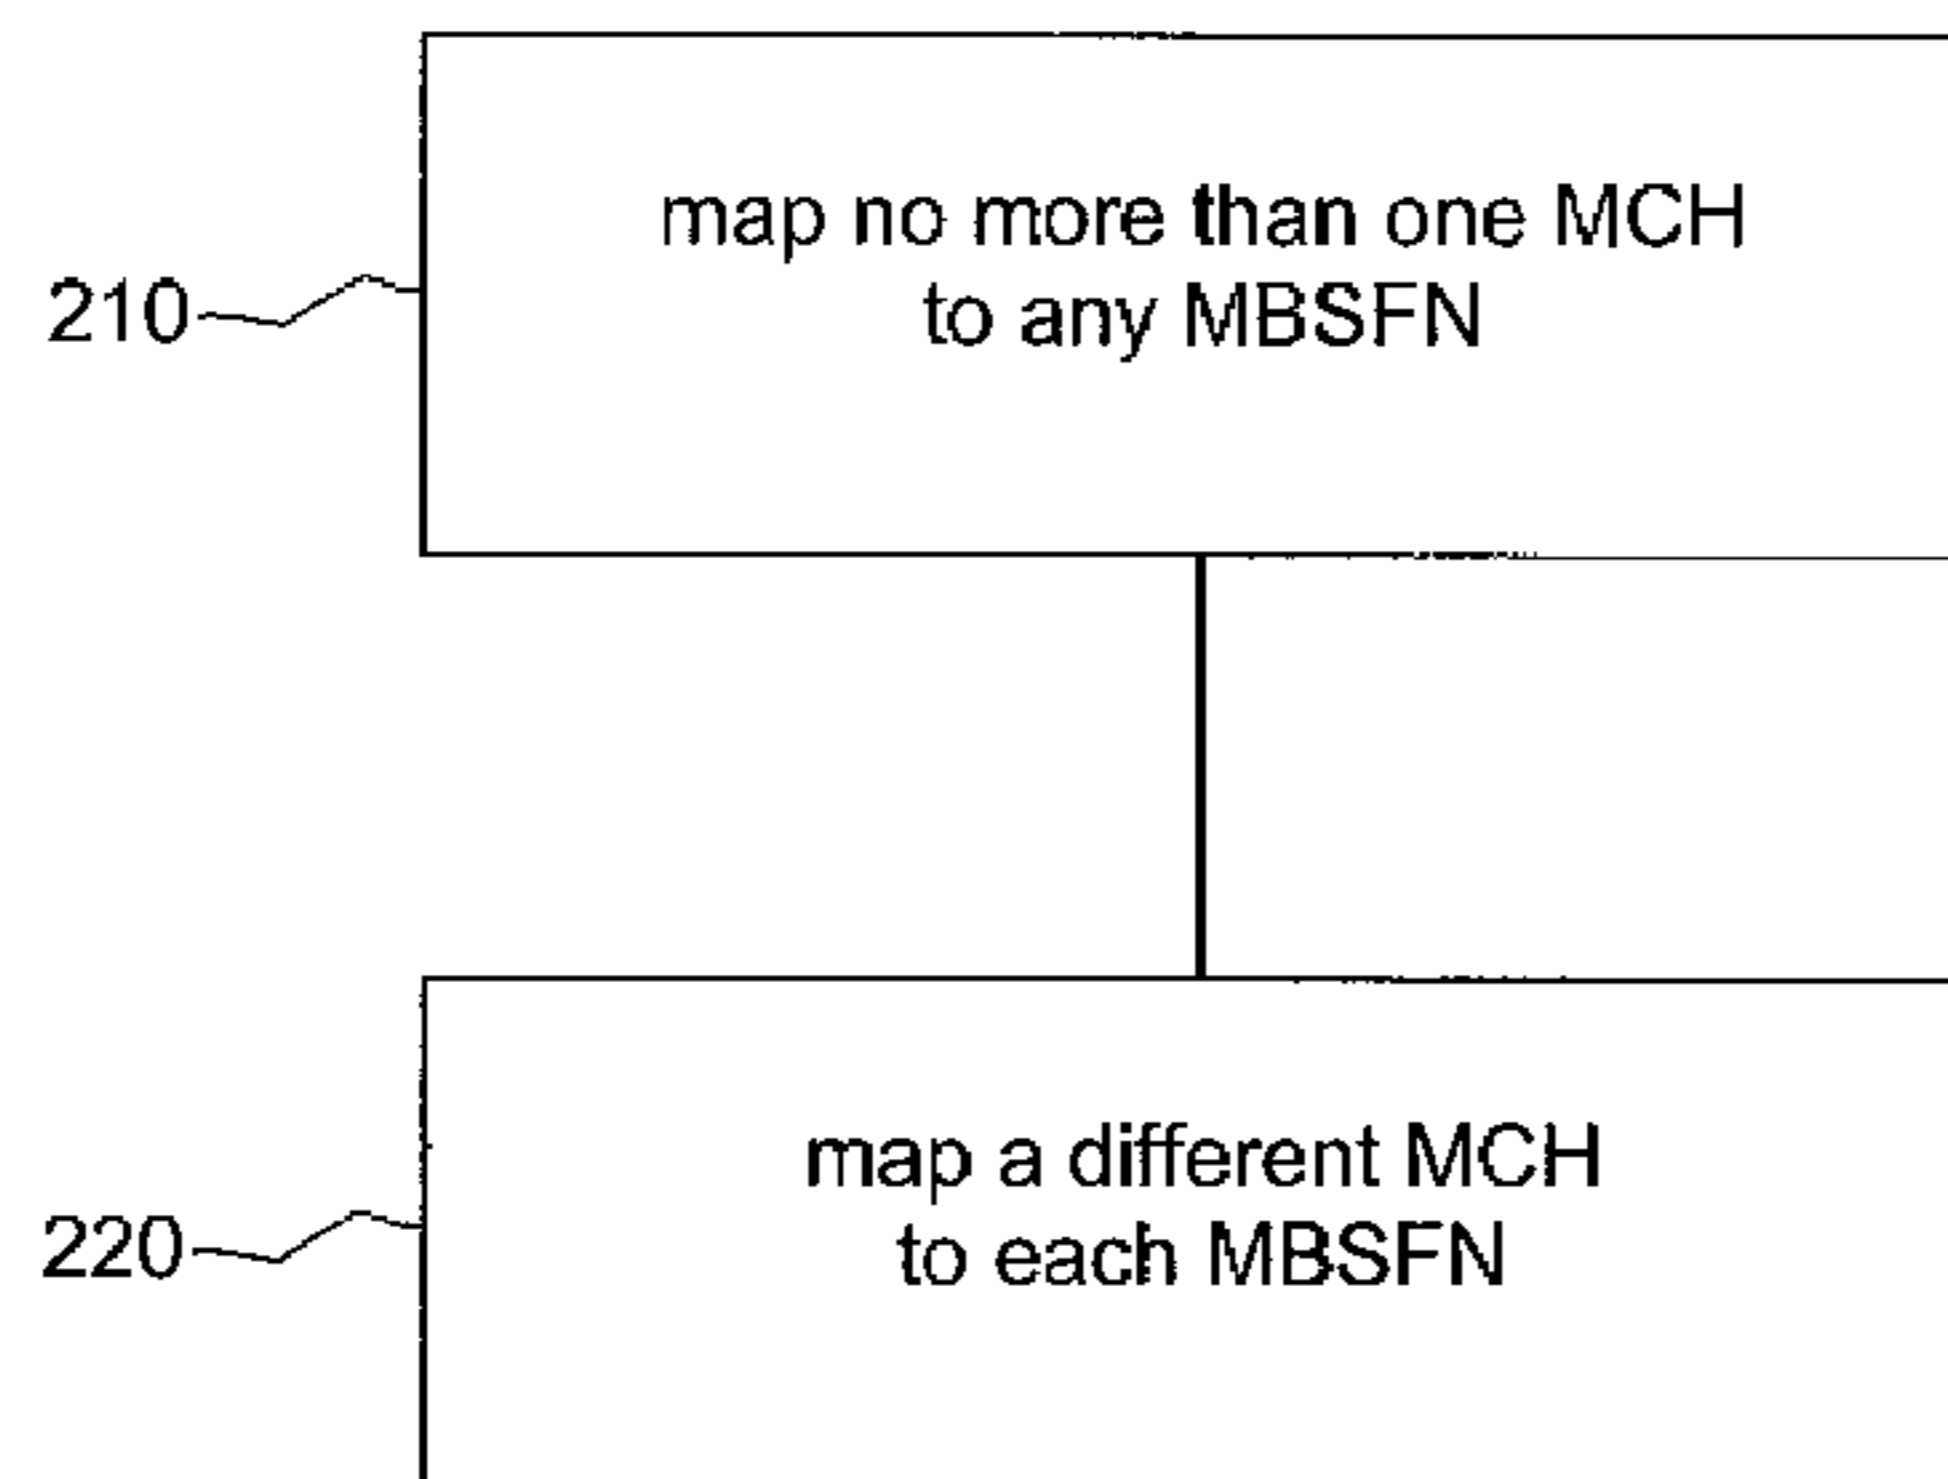 map no more than one MCH
to any MBSFN
210
map a different MCH
to each MBSFN
220